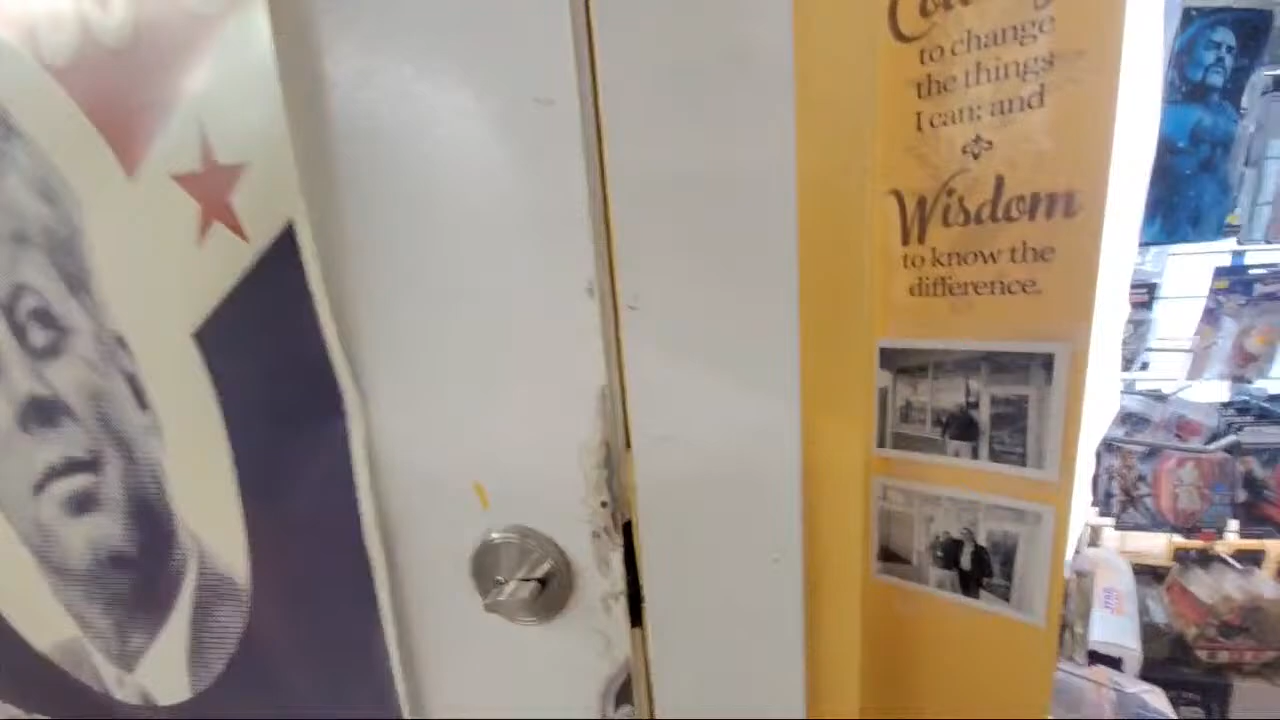 to change
the things
I can; and
Wisdom
to know the
difference.